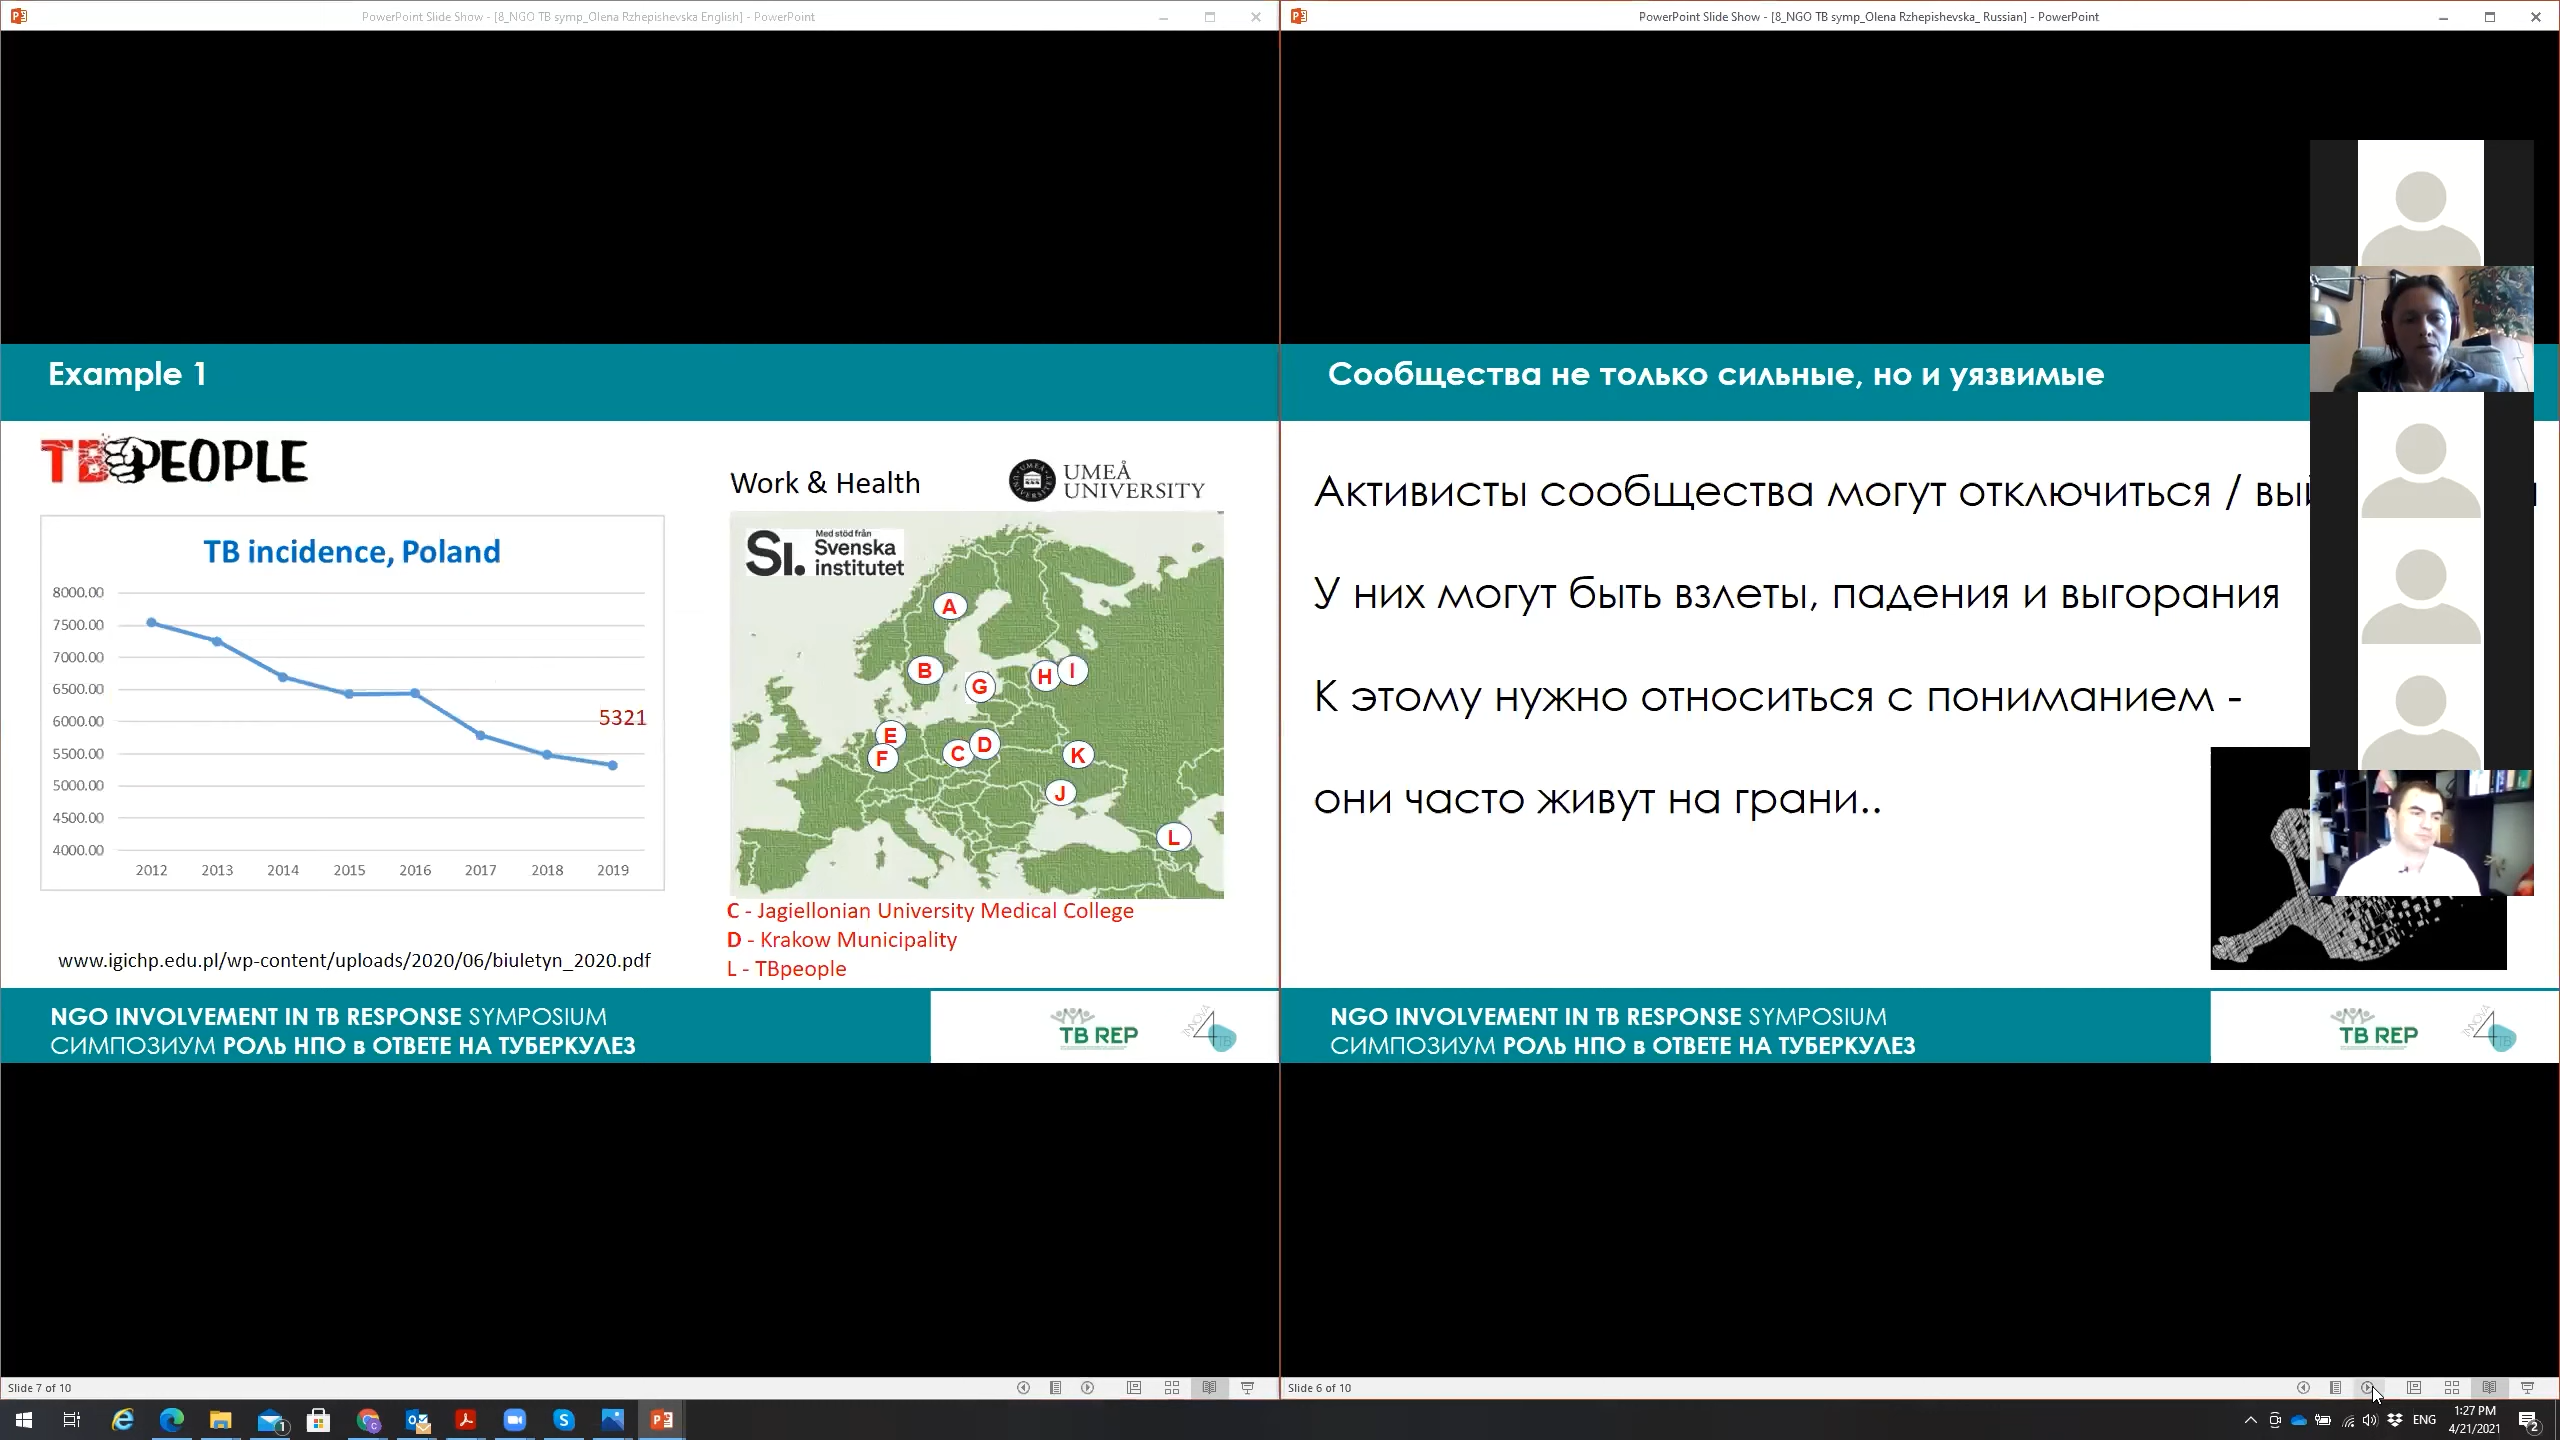 PowerPoint Slide Show - [8_NGO TB symp_Olena Rzhepishevska English] - PowerPoint
Example 1
TB PEOPLE
TB incidence, Poland
8000.00
7500.00
7000.00
6500.00
6000.00
5500.00
5000.00
4500.00
4000.00
5321
2012 2013 2014 2015 2016 2017 2018 2019
www.igichp.edu.pl/wp-content/uploads/2020/06/biuletyn_2020.pdf
Work & Health
UMEÅ
UNIVERSITY
SI.
Med stöd från
Svenska
institutet
A
B
G
H
I
E
F
C
D
K
J
L
C - Jagiellonian University Medical College
D - Krakow Municipality
L - TBpeople
NGO INVOLVEMENT IN TB RESPONSE SYMPOSIUM
СИМПОЗИУМ РОЛЬ НПО в ОТВЕТЕ НА ТУБЕРКУЛЕЗ
TB REP
Slide 7 of 10
PowerPoint Slide Show - [8_NGO TB symp_Olena Rzhepishevska_ Russian] - PowerPoint
Сообщества не только сильные, но и уязвимые
Активисты сообщества могут отключиться /
У них могут быть взлеты, падения и выгорания
К этому нужно относиться с пониманием -
они часто живут на грани..
NGO INVOLVEMENT IN TB RESPONSE SYMPOSIUM
СИМПОЗИУМ РОЛЬ НПО в ОТВЕТЕ НА ТУБЕРКУЛЕЗ
TB REP
Slide 6 of 10
ENG
1:27 PM
4/21/2021